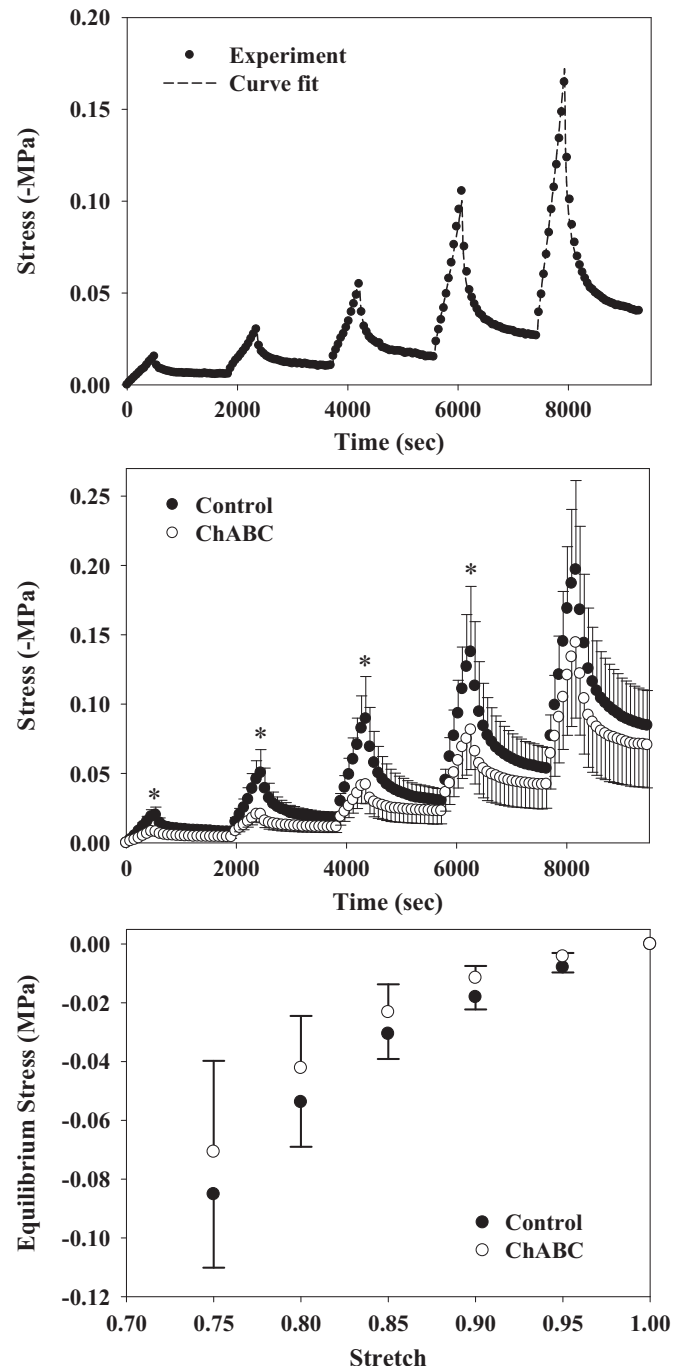 0.20
0.15
0.10
0.05
0.00
Stress (-MPa)
Experiment
Curve fit
0 2000 4000 6000 8000
Time (sec)
0.25
0.20
0.15
0.10
0.05
0.00
Stress (-MPa)
Control
ChABC
* * * *
0 2000 4000 6000 8000
Time (sec)
0.00
-0.02
-0.04
-0.06
-0.08
-0.10
-0.12
Equilibrium Stress (MPa)
Control
ChABC
0.70 0.75 0.80 0.85 0.90 0.95 1.00
Stretch